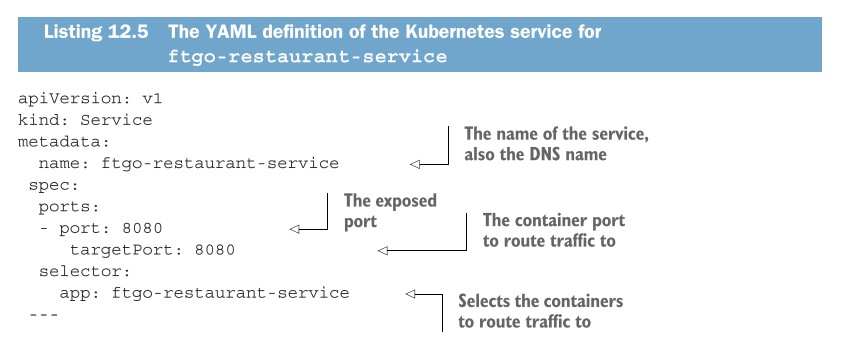 Listing 12.5 The YAML definition of the Kubernetes service for
ftgo-restaurant-service
apiVersion: v1
kind: Service
metadata:
  name: ftgo-restaurant-service
The name of the service,
also the DNS name
 spec:
  ports:
  - port: 8080
The exposed
port
     targetPort: 8080
The container port
to route traffic to
  selector:
    app: ftgo-restaurant-service
Selects the containers
to route traffic to
 ---